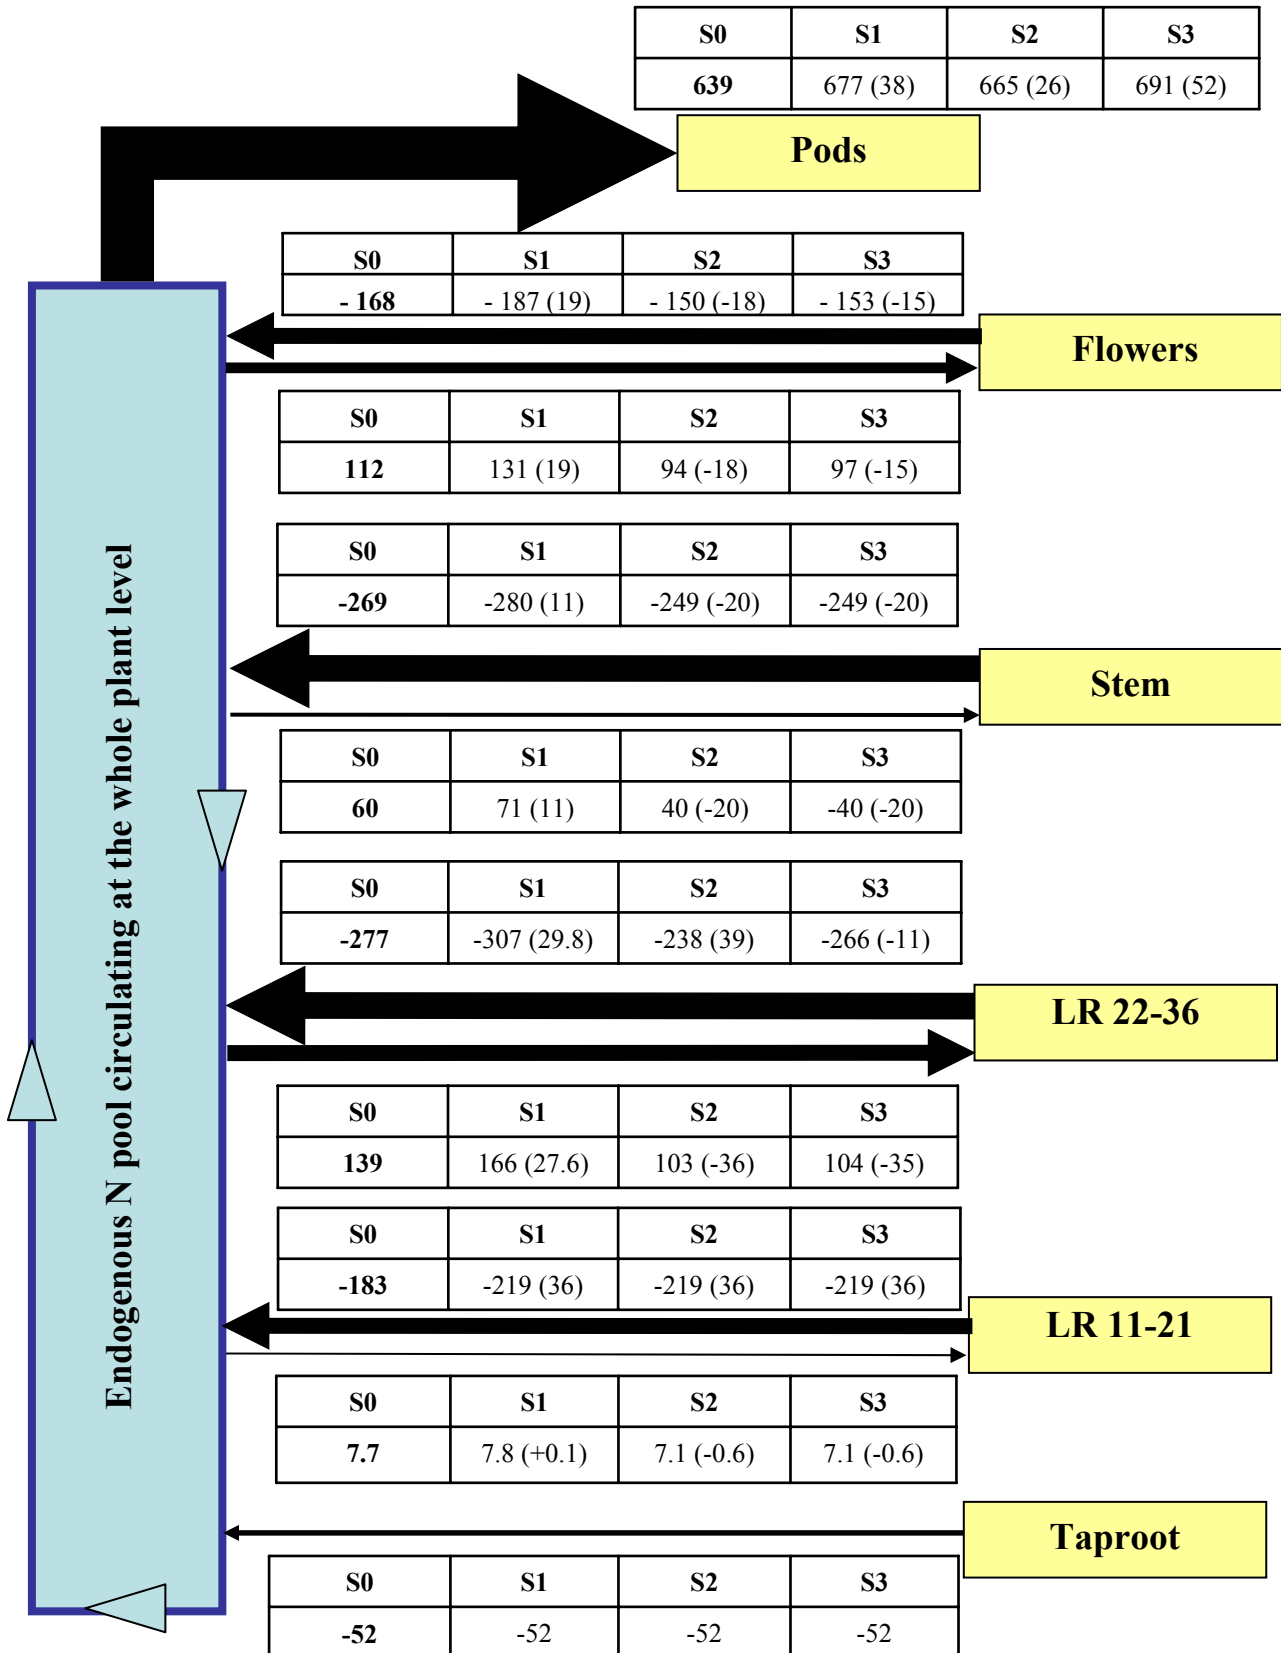 S0 S1 S2 S3
639 677 (38) 665 (26) 691 (52)
Pods
S0 S1 S2 S3
- 168 - 187 (19) - 150 (-18) - 153 (-15)
Flowers
S0 S1 S2 S3
112 131 (19) 94 (-18) 97 (-15)
S0 S1 S2 S3
-269 -280 (11) -249 (-20) -249 (-20)
Stem
S0 S1 S2 S3
60 71 (11) 40 (-20) -40 (-20)
S0 S1 S2 S3
-277 -307 (29.8) -238 (39) -266 (-11)
LR 22-36
S0 S1 S2 S3
139 166 (27.6) 103 (-36) 104 (-35)
S0 S1 S2 S3
-183 -219 (36) -219 (36) -219 (36)
LR 11-21
S0 S1 S2 S3
7.7 7.8 (+0.1) 7.1 (-0.6) 7.1 (-0.6)
Taproot
S0 S1 S2 S3
-52 -52 -52 -52
Endogenous N pool circulating at the whole plant level